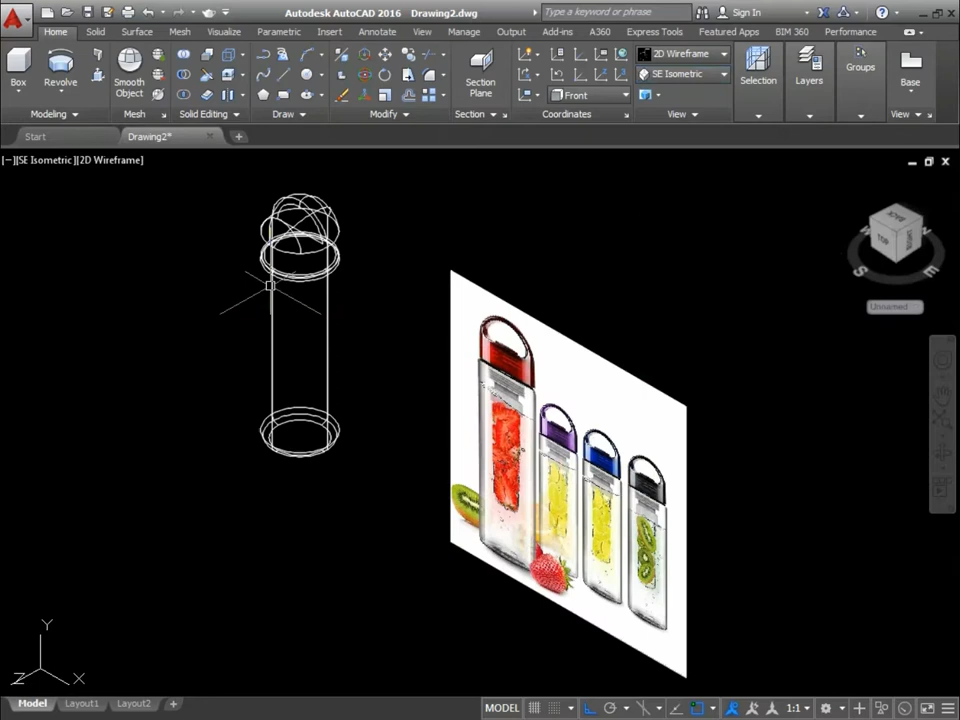 Autodesk AutoCAD 2016 Drawing2.dwg
Type a keyword or phrase
Sign In
Home Solid Surface Mesh Visualize Parametric Insert Annotate View Manage Output Add-ins A360 Express Tools Featured Apps BIM 360 Performance
Box
Revolve
Smooth Object
Section Plane
2D Wireframe
SE Isometric
Front
Selection
Layers
Groups
Base
Modeling
Mesh
Solid Editing
Draw
Modify
Section
Coordinates
View
View
Start
Drawing2*
[−][SE Isometric][2D Wireframe]
BACK
TOP
S
E
Unnamed
Y
Z
X
Model Layout1 Layout2
MODEL
1:1